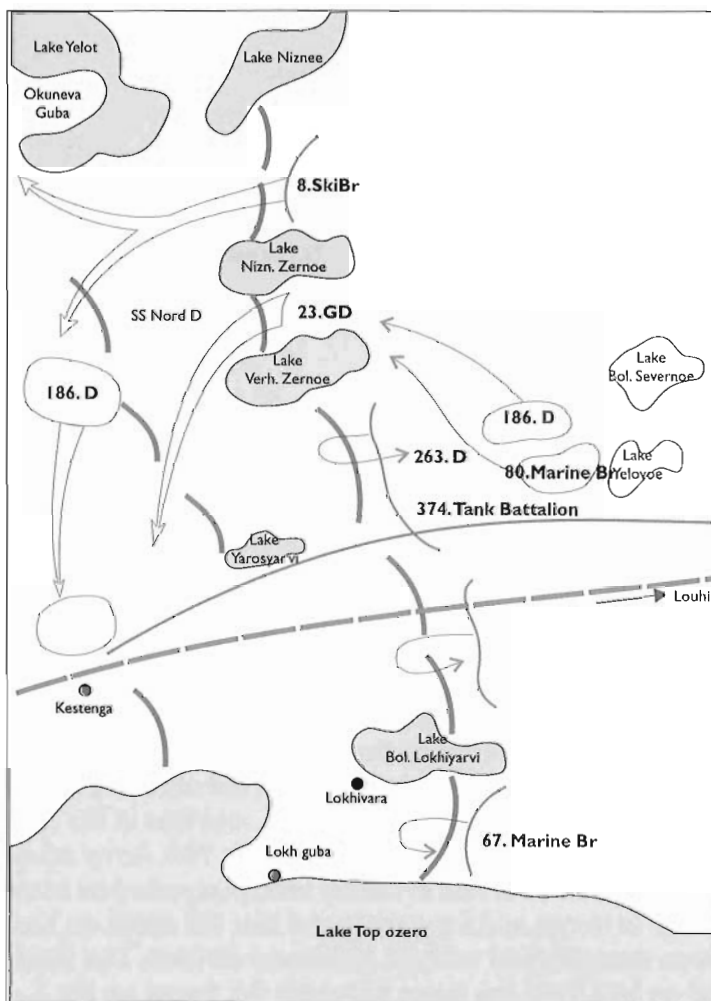 Lake Yelot
Lake Niznee
Okuneva
Guba
8.SkiBr
Lake
Nizn. Zernoe
SS Nord D
23.GD
Lake
Verh. Zernoe
Lake
Bol. Severnoe
186. D
186. D
263. D
80.Marine Br
Lake
Yeloyoe
374.Tank Battalion
Lake
Yarosyar'vi
Louhi
Kestenga
Lake
Bol. Lokhiyarvi
Lokhivara
67. Marine Br
Lokh guba
Lake Top ozero